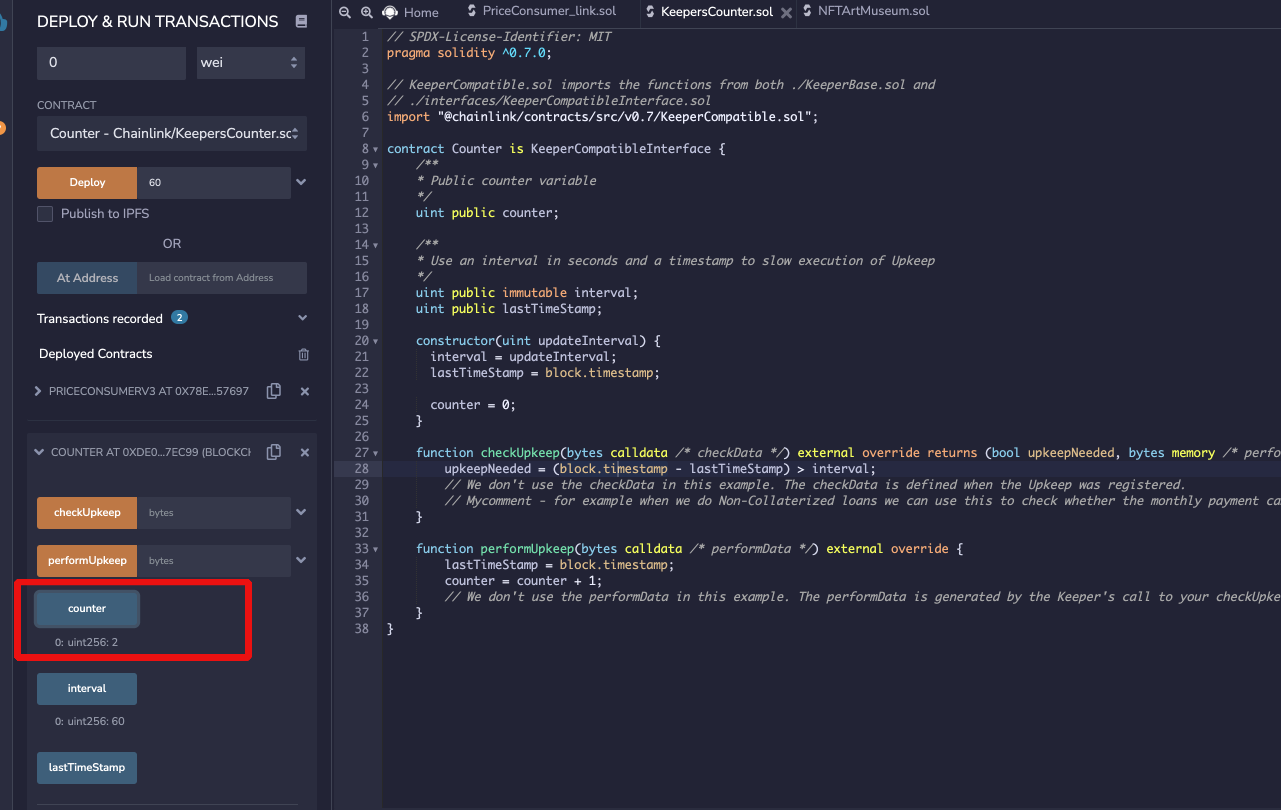 DEPLOY & RUN TRANSACTIONS
0
wei
CONTRACT
Counter - Chainlink/KeepersCounter.sc
Deploy
60
Publish to IPFS
OR
At Address
Load contract from Address
Transactions recorded
2
Deployed Contracts
PRICECONSUMERV3 AT 0X78E...57697
COUNTER AT 0XDE0...7EC99 (BLOCKCH
checkUpkeep
bytes
performUpkeep
bytes
counter
0: uint256: 2
interval
0: uint256: 60
lastTimeStamp
Home
PriceConsumer_link.sol
KeepersCounter.sol
NFTArtMuseum.sol
1 // SPDX-License-Identifier: MIT
2 pragma solidity ^0.7.0;
3
4 // KeeperCompatible.sol imports the functions from both ./KeeperBase.sol and
5 // ./interfaces/KeeperCompatibleInterface.sol
6 import "@chainlink/contracts/src/v0.7/KeeperCompatible.sol";
7
8 contract Counter is KeeperCompatibleInterface {
9 /**
10 * Public counter variable
11 */
12 uint public counter;
13
14 /**
15 * Use an interval in seconds and a timestamp to slow execution of Upkeep
16 */
17 uint public immutable interval;
18 uint public lastTimeStamp;
19
20 constructor(uint updateInterval) {
21 interval = updateInterval;
22 lastTimeStamp = block.timestamp;
23
24 counter = 0;
25 }
26
27 function checkUpkeep(bytes calldata /* checkData */) external override returns (bool upkeepNeeded, bytes memory /* perfo
28 upkeepNeeded = (block.timestamp - lastTimeStamp) > interval;
29 // We don't use the checkData in this example. The checkData is defined when the Upkeep was registered.
30 // Mycomment - for example when we do Non-Collaterized loans we can use this to check whether the monthly payment ca
31 }
32
33 function performUpkeep(bytes calldata /* performData */) external override {
34 lastTimeStamp = block.timestamp;
35 counter = counter + 1;
36 // We don't use the performData in this example. The performData is generated by the Keeper's call to your checkUpke
37 }
38 }